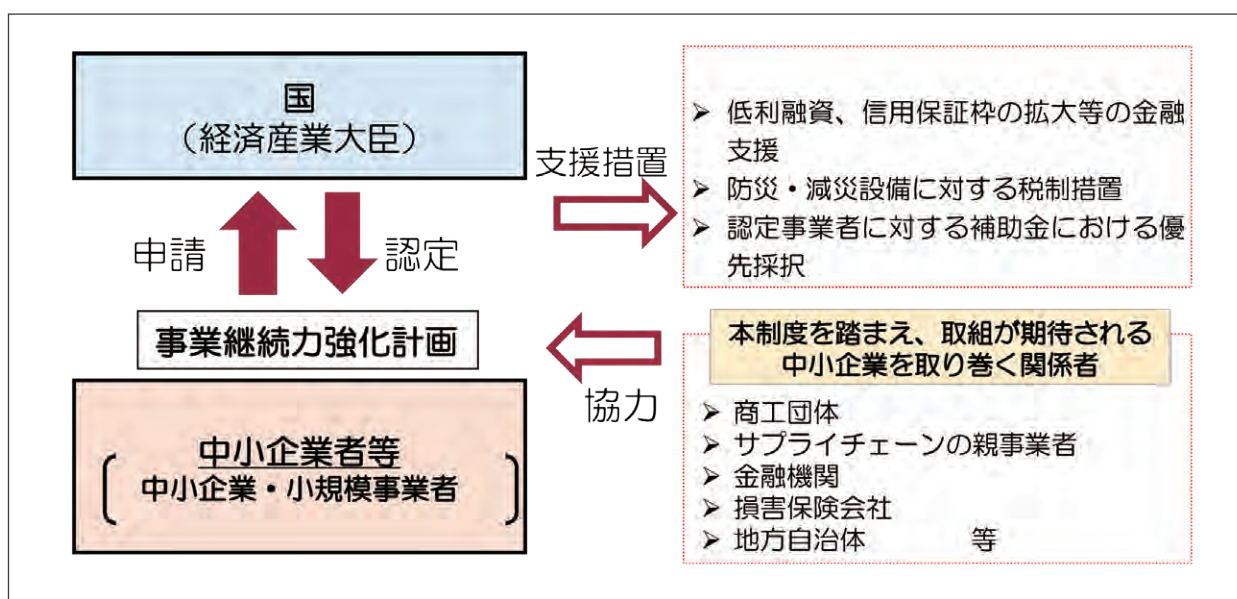 国
（経済産業大臣）
申請
認定
事業継続力強化計画
中小企業者等
中小企業・小規模事業者
支援措置
➢ 低利融資、信用保証枠の拡大等の金融
支援
➢ 防災・減災設備に対する税制措置
➢ 認定事業者に対する補助金における優
先採択
協力
本制度を踏まえ、取組が期待される
中小企業を取り巻く関係者
➢ 商工団体
➢ サプライチェーンの親事業者
➢ 金融機関
➢ 損害保険会社
➢ 地方自治体　　　等